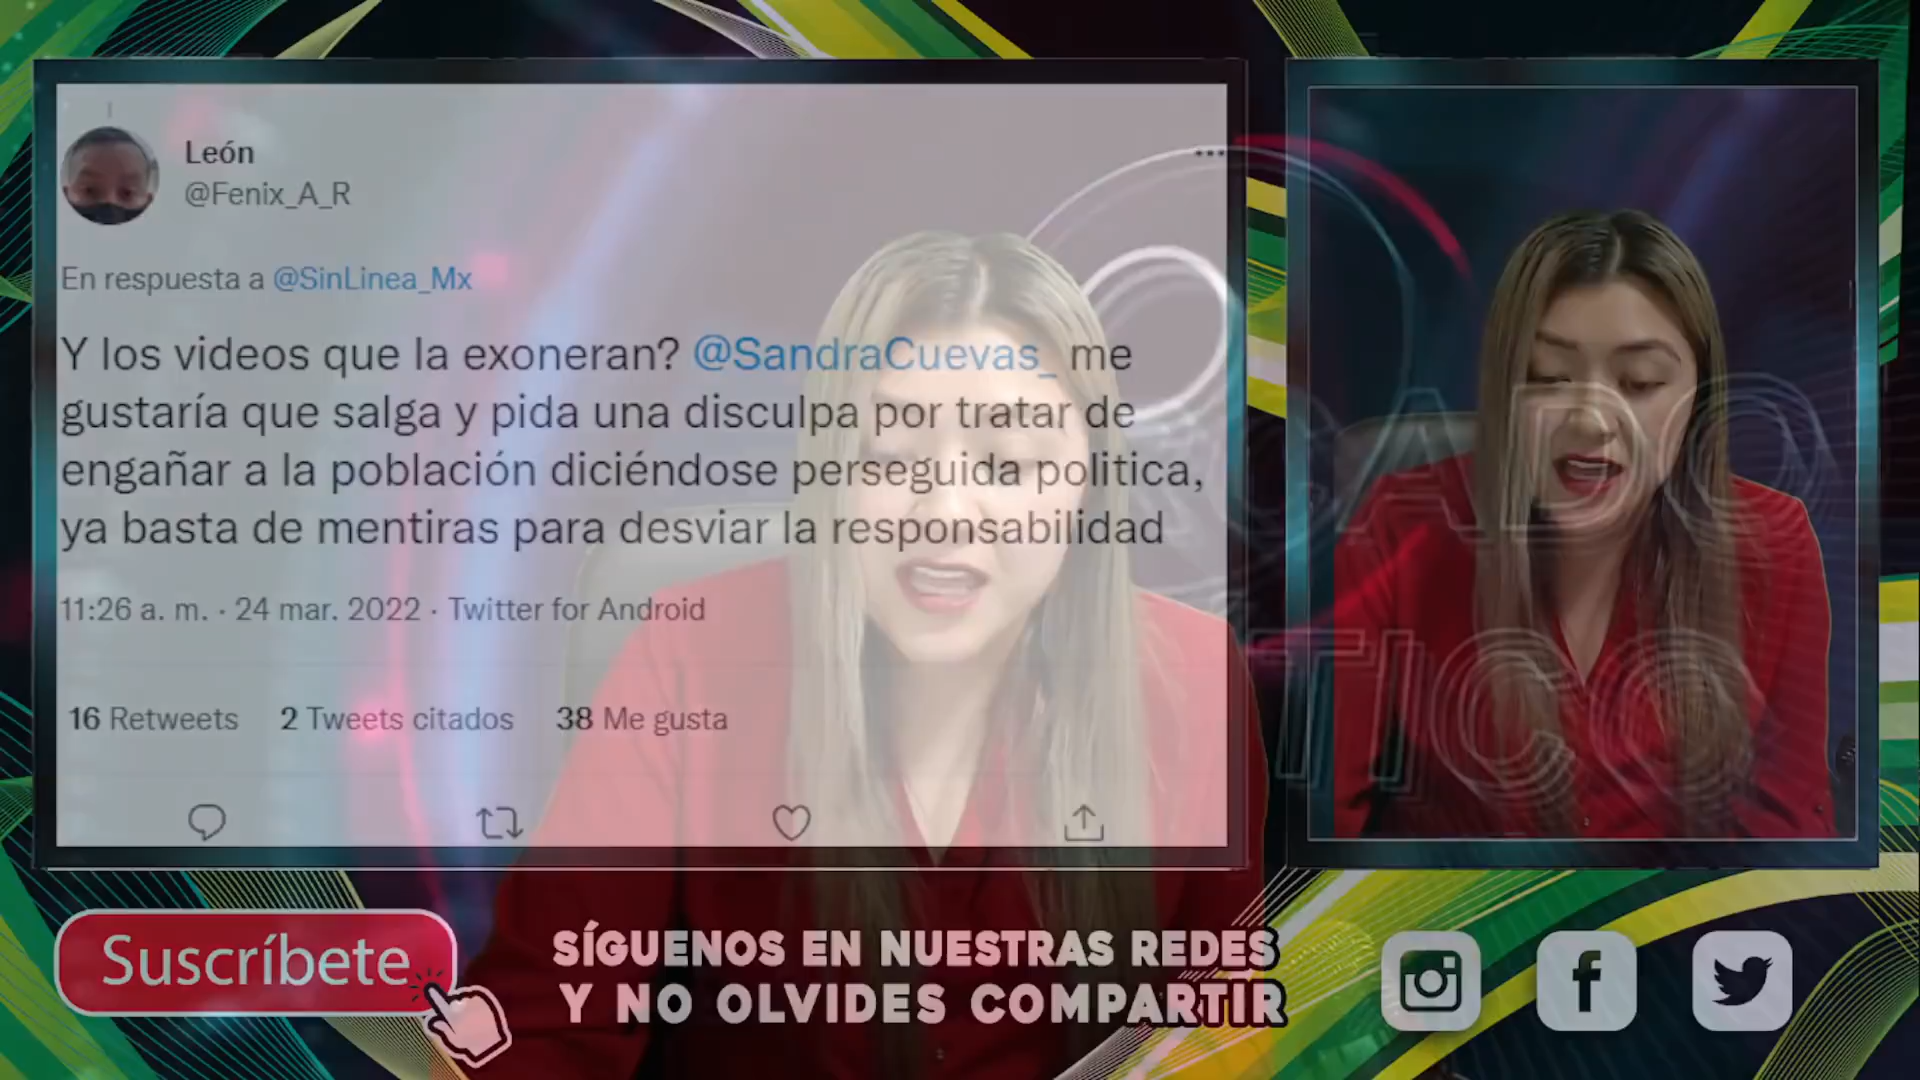 León
@Fenix_A_R
...
En respuesta a @SinLinea_Mx
Y los videos que la exoneran? @SandraCuevas_ me
gustaría que salga y pida una disculpa por tratar de
engañar a la población diciéndose perseguida politica,
ya basta de mentiras para desviar la responsabilidad
11:26 a. m. · 24 mar. 2022 · Twitter for Android
16 Retweets 2 Tweets citados 38 Me gusta
Suscríbete
SÍGUENOS EN NUESTRAS REDES
Y NO OLVIDES COMPARTIR